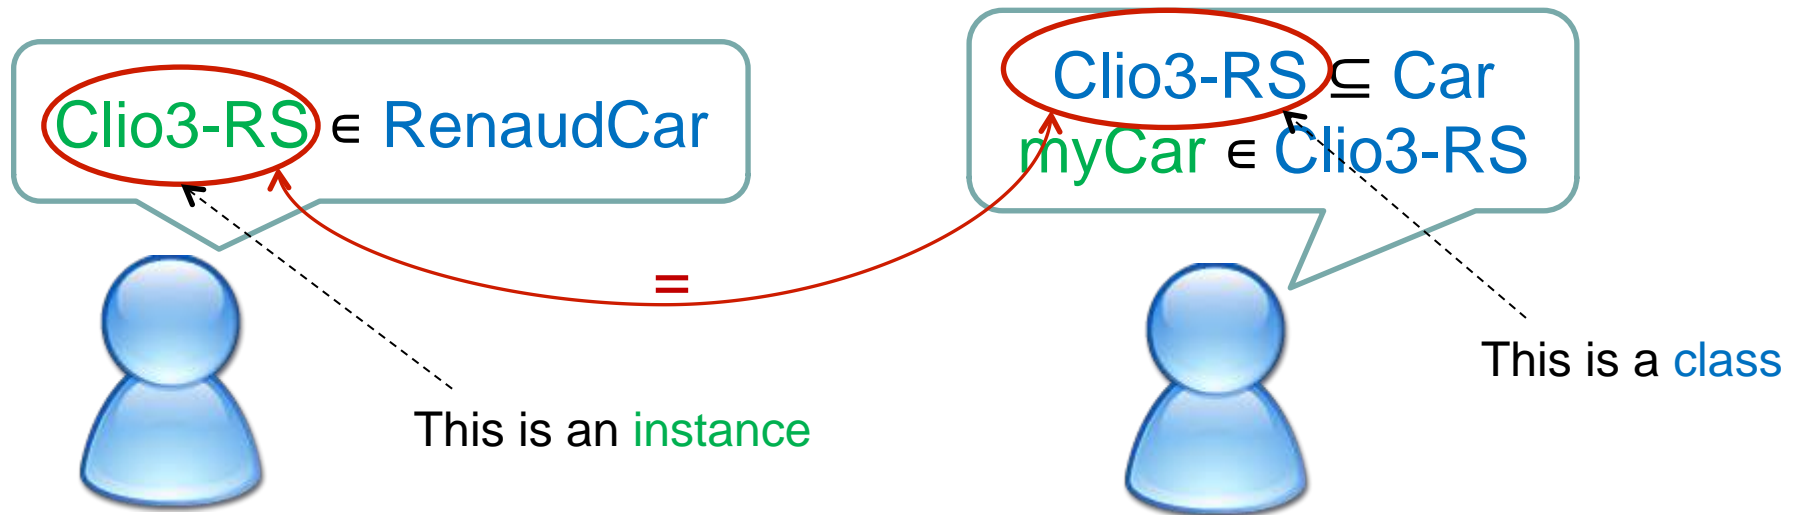 Clio3-RS ∈ RenaudCar
Clio3-RS ⊆ Car
myCar ∈ Clio3-RS
=
This is a class
This is an instance